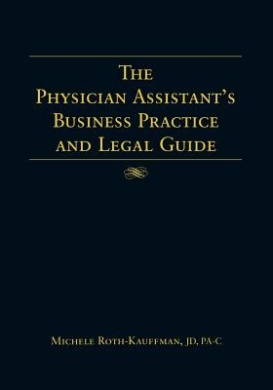 The
Physician Assistant's
Business Practice
and Legal Guide
Michele Roth-Kauffman, JD, PA-C